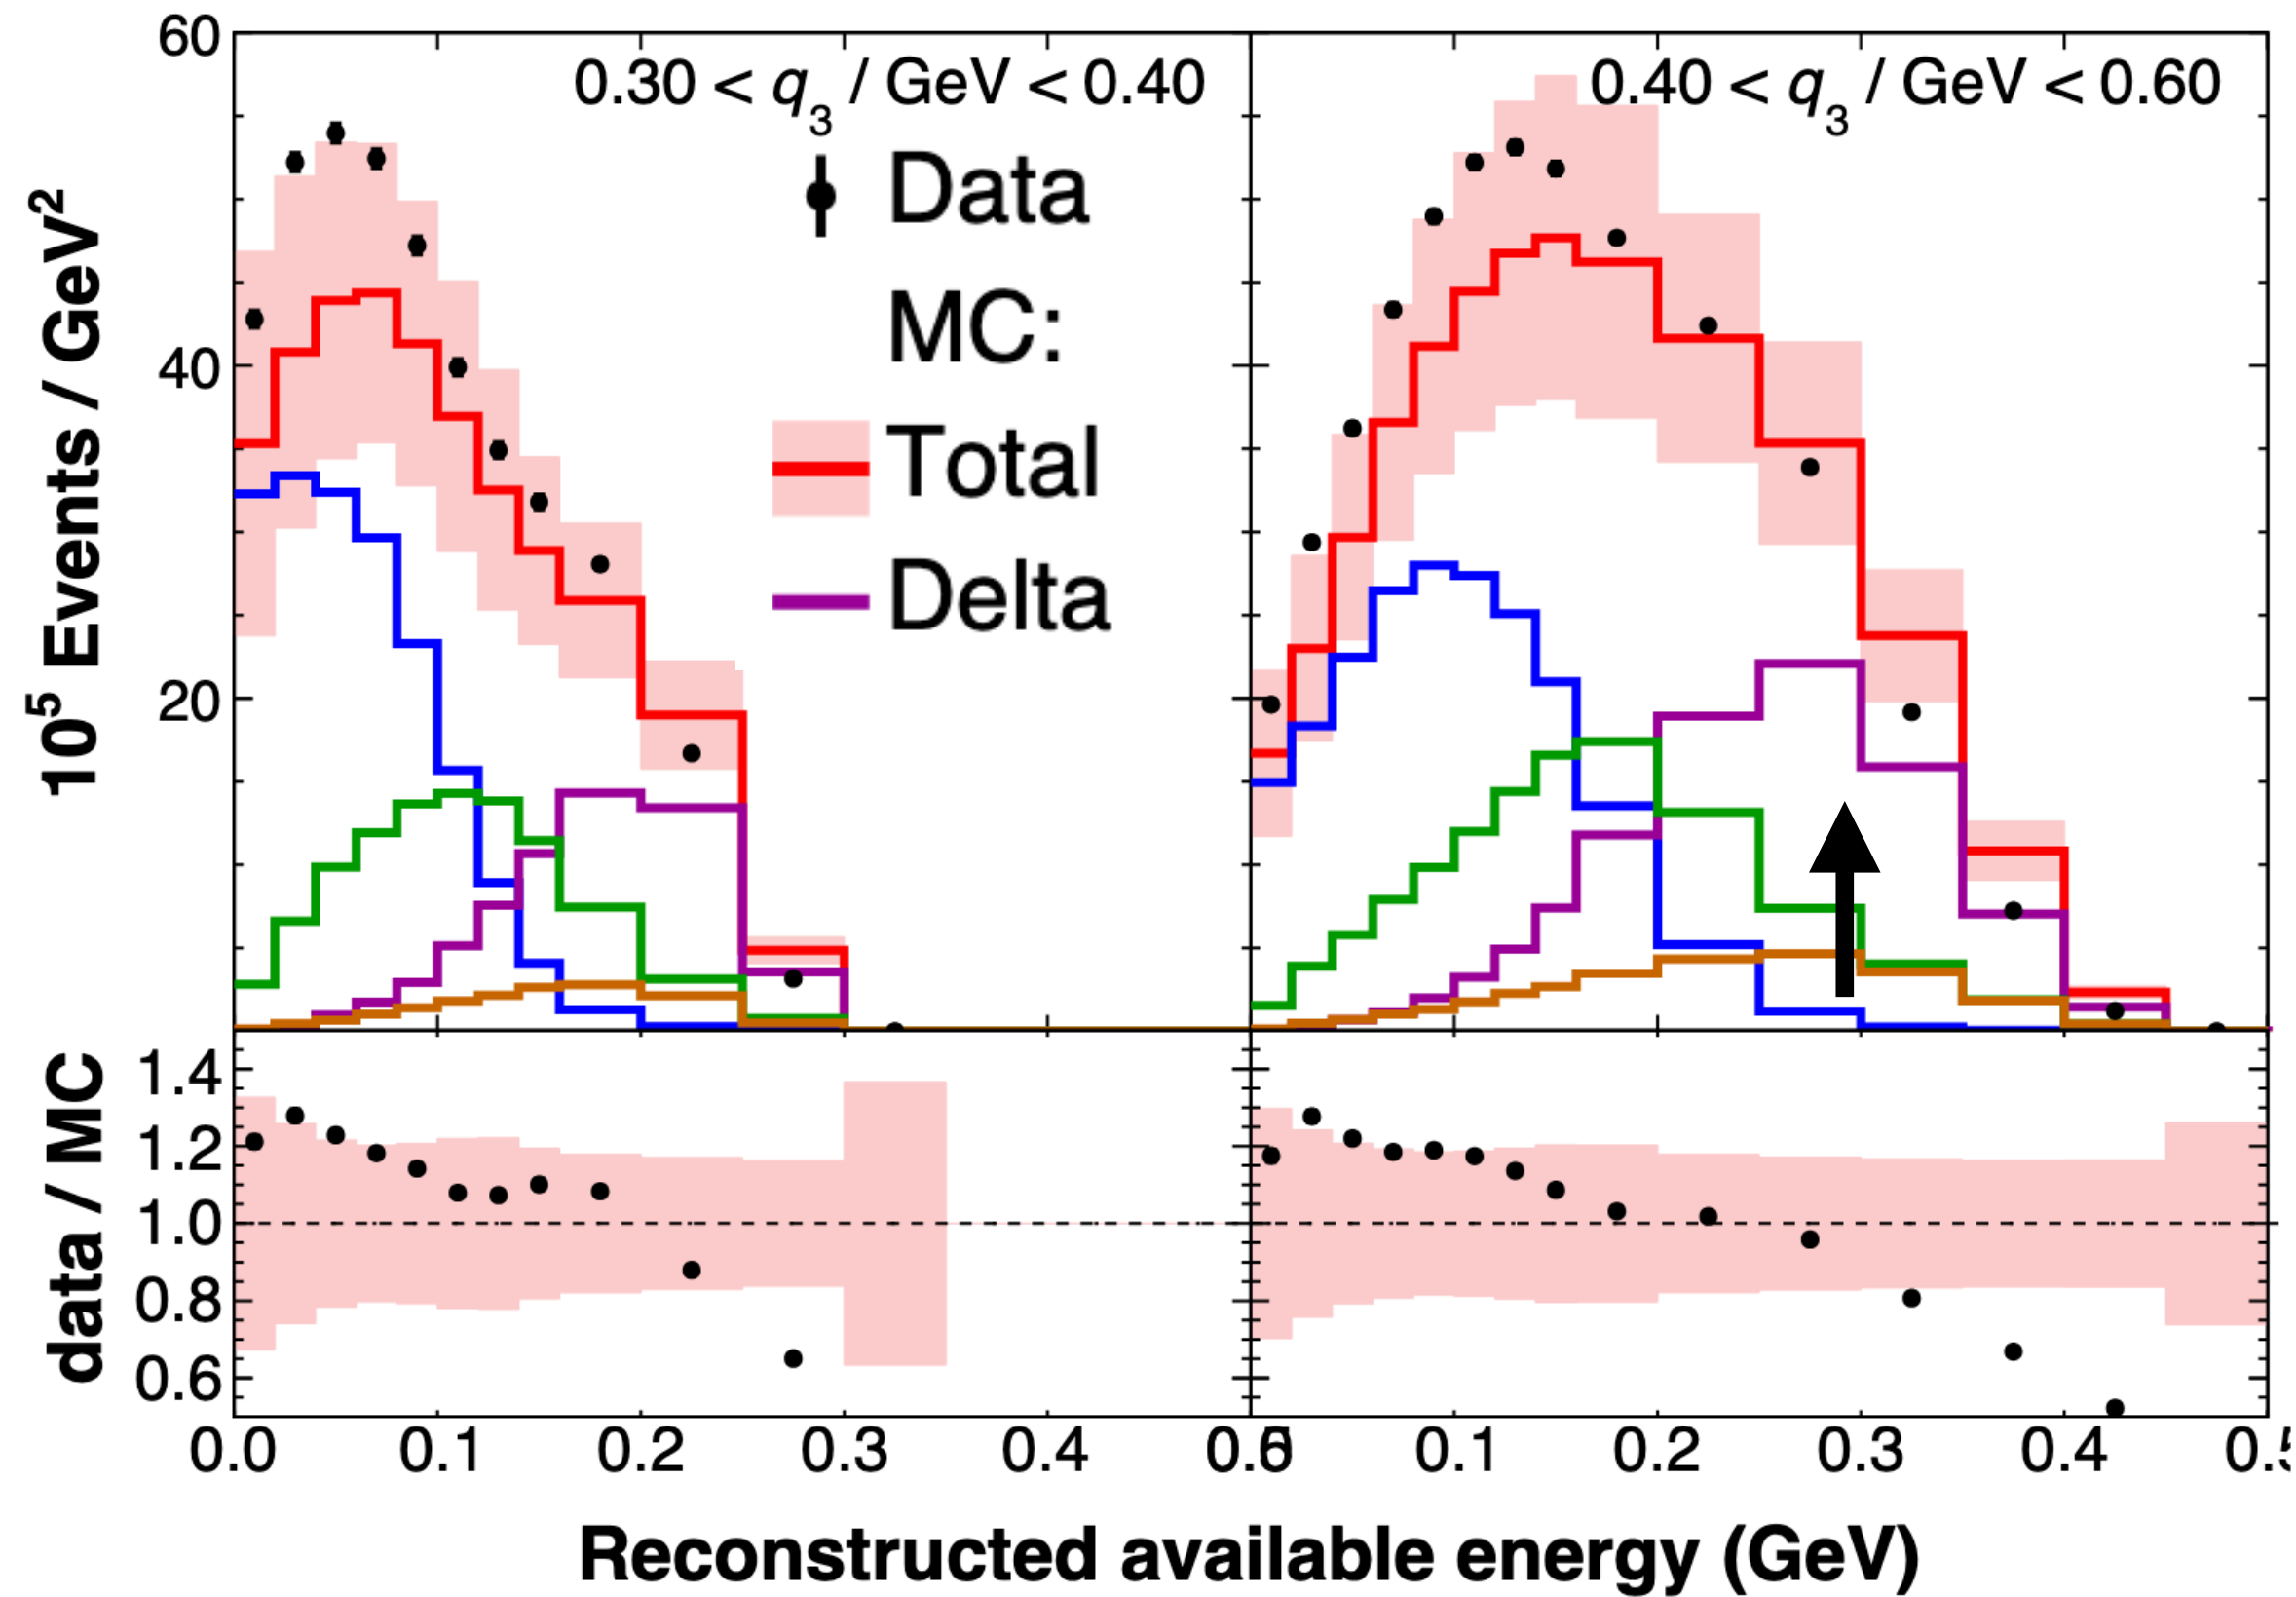 10⁵ Events / GeV²
60
40
20
0.30 < q₃ / GeV < 0.40
0.40 < q₃ / GeV < 0.60
Data
MC:
Total
Delta
data / MC
1.4
1.2
1.0
0.8
0.6
0.0 0.1 0.2 0.3 0.4
0.1 0.2 0.3 0.4
Reconstructed available energy (GeV)